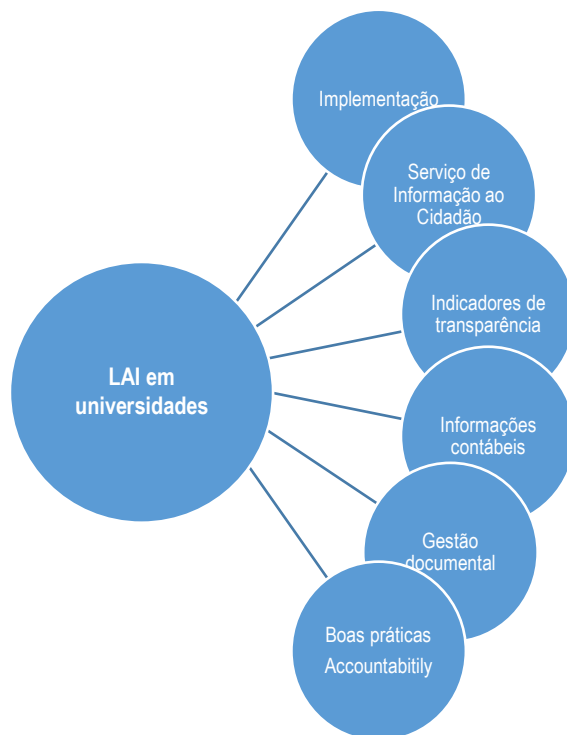 Implementação
Serviço de
Informação ao
Cidadão
Indicadores de
transparência
LAI em
universidades
Informações
contábeis
Gestão
documental
Boas práticas
Accountabitily